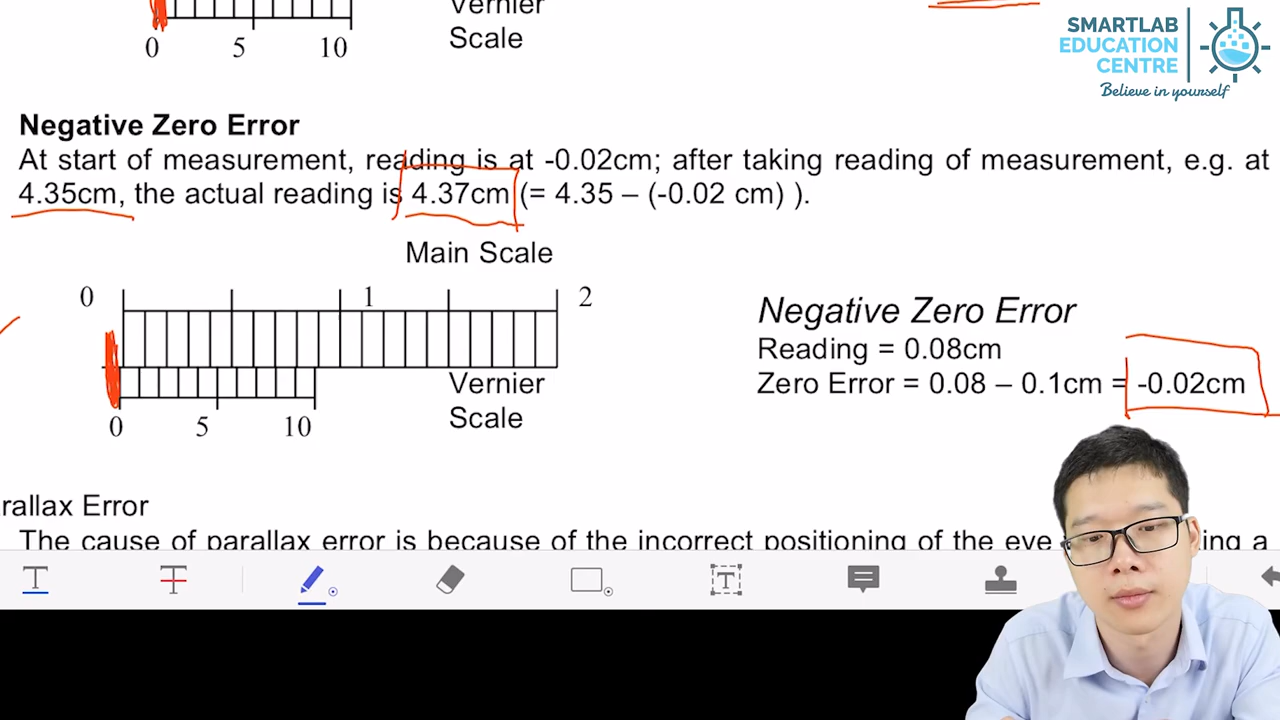 Vernier
Scale
0 5 10
SMARTLAB
EDUCATION
CENTRE
Believe in yourself
Negative Zero Error
At start of measurement, reading is at -0.02cm; after taking reading of measurement, e.g. at
4.35cm, the actual reading is 4.37cm (= 4.35 – (-0.02 cm) ).
Main Scale
0 1 2
Vernier
Scale
0 5 10
Negative Zero Error
Reading = 0.08cm
Zero Error = 0.08 – 0.1cm = -0.02cm
rallax Error
The cause of parallax error is because of the incorrect positioning of the eye ing a
T T T